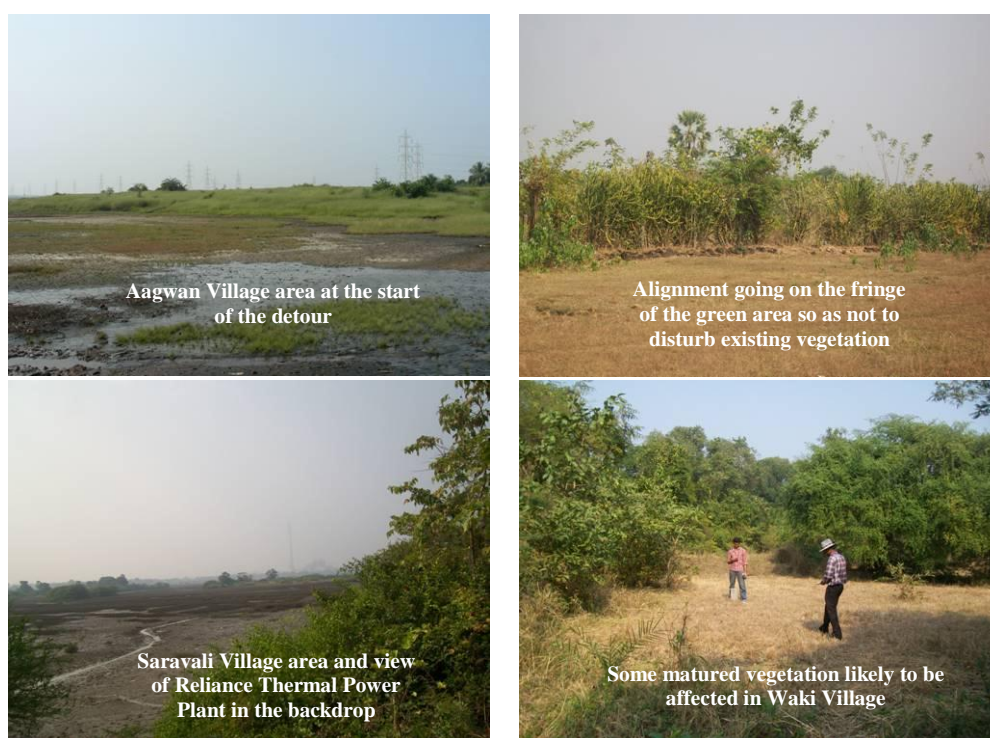 Aagwan Village area at the start
of the detour
Alignment going on the fringe
of the green area so as not to
disturb existing vegetation
Saravali Village area and view
of Reliance Thermal Power
Plant in the backdrop
Some matured vegetation likely to be
affected in Waki Village